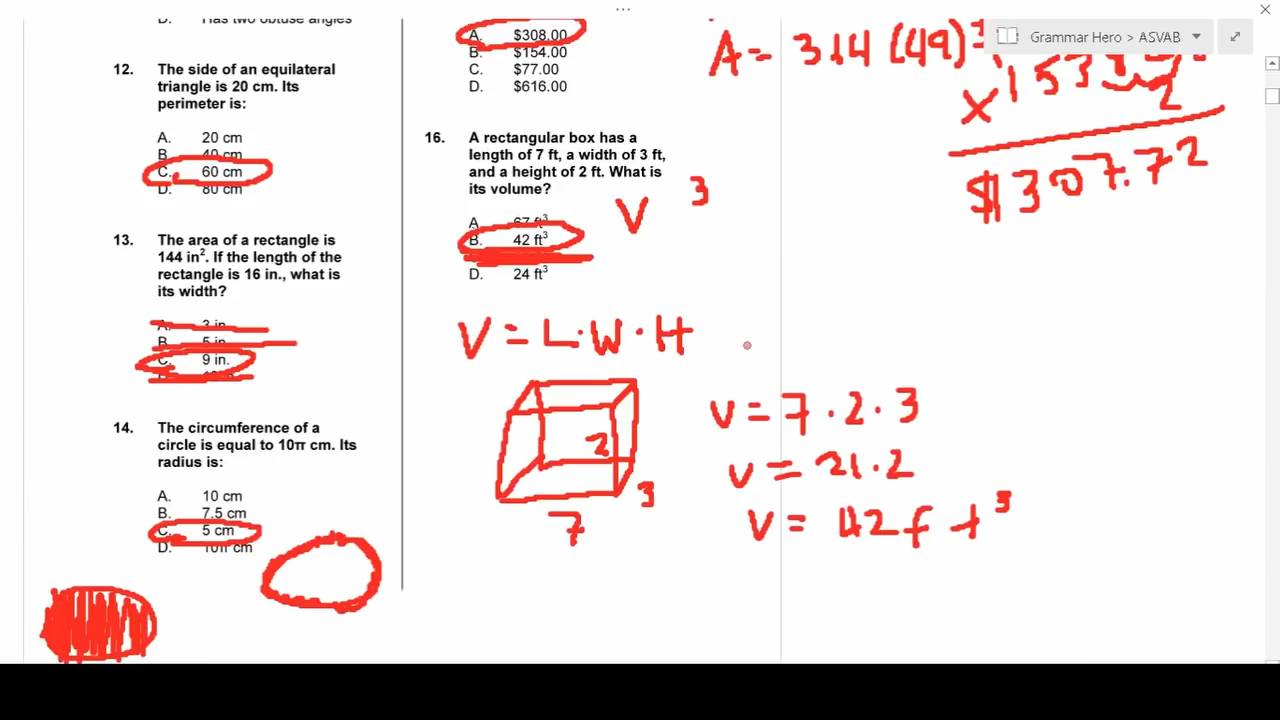 D. Has two obtuse angles
12. The side of an equilateral
triangle is 20 cm. Its
perimeter is:
A. 20 cm
B. 40 cm
C. 60 cm
D. 80 cm
13. The area of a rectangle is
144 in². If the length of the
rectangle is 16 in., what is
its width?
A. 3 in.
B. 5 in.
C. 9 in.
14. The circumference of a
circle is equal to 10π cm. Its
radius is:
A. 10 cm
B. 7.5 cm
C. 5 cm
D. 10π cm
A. $308.00
B. $154.00
C. $77.00
D. $616.00
16. A rectangular box has a
length of 7 ft, a width of 3 ft,
and a height of 2 ft. What is
its volume?
A. 67 ft³
B. 42 ft³
D. 24 ft³
V 3
V = L·W·H
2
3
7
V = 7·2·3
V = 21·2
V = 42 ft³
A = 3.14 (49)
x 2
$307.72
Grammar Hero > ASVAB